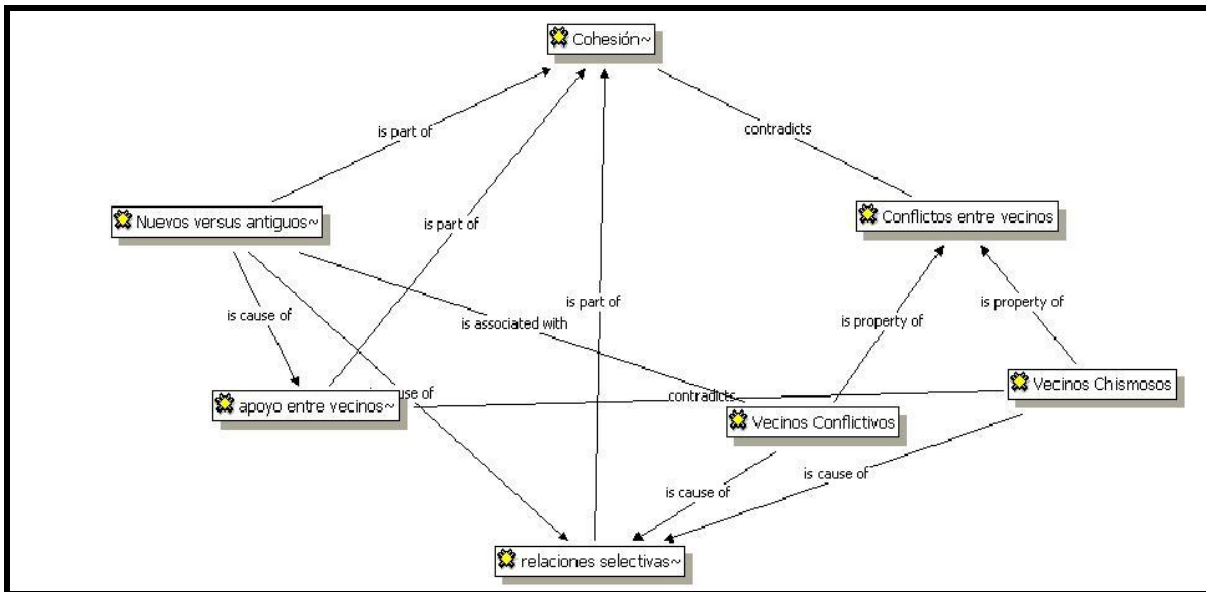 Cohesión~
is part of
contradicts
Nuevos versus antiguos~
Conflictos entre vecinos
is part of
is part of
is property of
is cause of
is associated with
is property of
Vecinos Chismosos
apoyo entre vecinos~
use of
contradicts
Vecinos Conflictivos
is cause of
is cause of
relaciones selectivas~